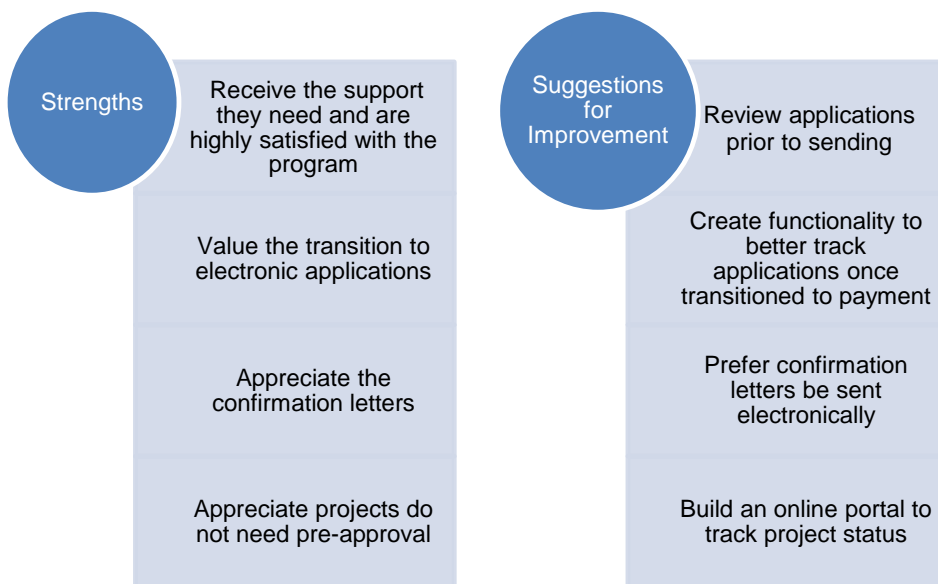 Strengths
Receive the support
they need and are
highly satisfied with the
program
Value the transition to
electronic applications
Appreciate the
confirmation letters
Appreciate projects do
not need pre-approval
Suggestions
for
Improvement
Review applications
prior to sending
Create functionality to
better track
applications once
transitioned to payment
Prefer confirmation
letters be sent
electronically
Build an online portal to
track project status